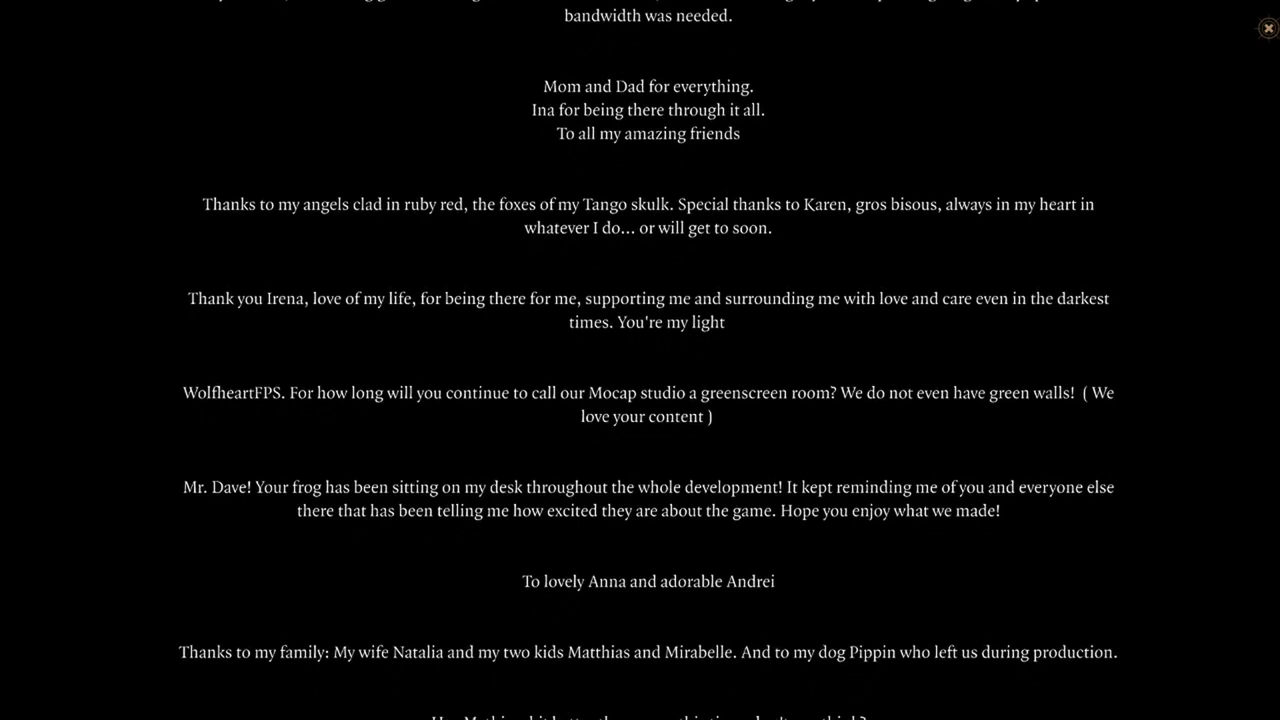 bandwidth was needed.
Mom and Dad for everything.
Ina for being there through it all.
To all my amazing friends
Thanks to my angels clad in ruby red, the foxes of my Tango skulk. Special thanks to Karen, gros bisous, always in my heart in
whatever I do... or will get to soon.
Thank you Irena, love of my life, for being there for me, supporting me and surrounding me with love and care even in the darkest
times. You're my light
WolfheartFPS. For how long will you continue to call our Mocap studio a greenscreen room? We do not even have green walls! ( We
love your content )
Mr. Dave! Your frog has been sitting on my desk throughout the whole development! It kept reminding me of you and everyone else
there that has been telling me how excited they are about the game. Hope you enjoy what we made!
To lovely Anna and adorable Andrei
Thanks to my family: My wife Natalia and my two kids Matthias and Mirabelle. And to my dog Pippin who left us during production.